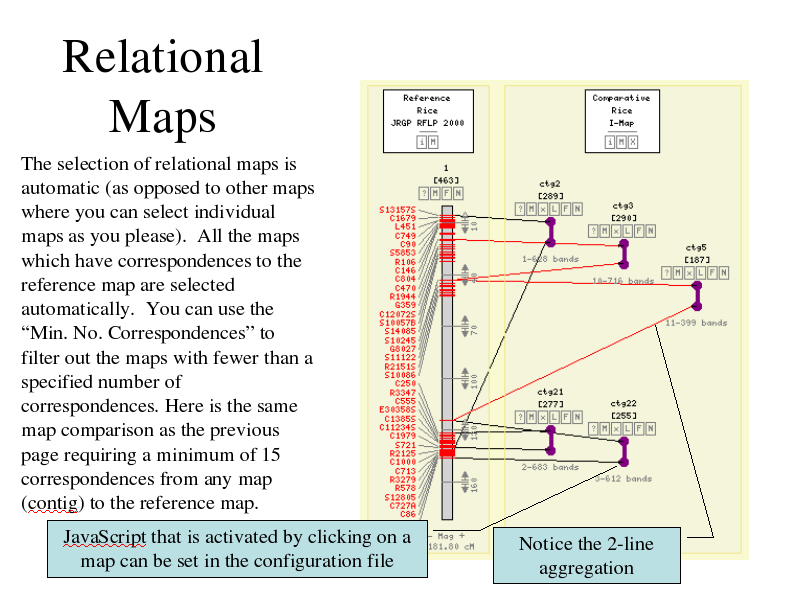 Relational
Maps
The selection of relational maps is
automatic (as opposed to other maps
where you can select individual
maps as you please).  All the maps
which have correspondences to the
reference map are selected
automatically.  You can use the
“Min. No. Correspondences” to
filter out the maps with fewer than a
specified number of
correspondences. Here is the same
map comparison as the previous
page requiring a minimum of 15
correspondences from any map
(contig) to the reference map.
Reference
Rice
JRGP RFLP 2000
i M
Comparative
Rice
I-Map
i M X
1
[463]
? M F N
S13157S
C1679
L451
C749
C90
S5853
R106
C146
C804
C470
R1944
G359
C12072S
S10057B
S14085
S10245
G8027
S11122
R2151S
S10086
C250
R3347
C555
E30358S
C1385S
C11234S
C1979
S721
R2125
C1000
C713
R3279
R578
S12805
C727A
C86
10
70
100
160
ctg2
[289]
? M x L F N
1-628 bands
ctg3
[290]
? M x L F N
10-716 bands
ctg5
[187]
? M x L F N
11-399 bands
ctg21
[277]
? M x L F N
2-683 bands
ctg22
[255]
? M x L F N
3-612 bands
- Mag +
181.80 cM
JavaScript that is activated by clicking on a
map can be set in the configuration file
Notice the 2-line
aggregation